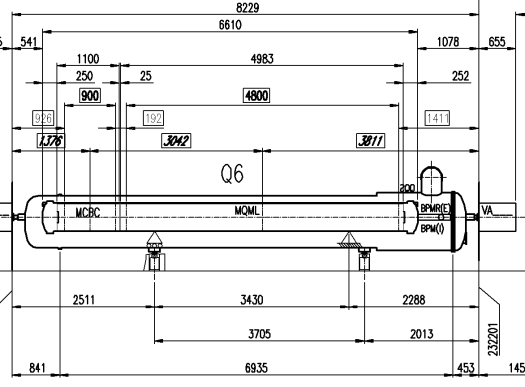 8229
541 6610 1078 655
1100 4983
250 25 252
900 4800
926 192 1411
1376 3042 3811
Q6
200
MCBC MQML BPMR(E) VA
BPM(I)
2511 3430 2288
3705 2013
232201
841 6935 453 145